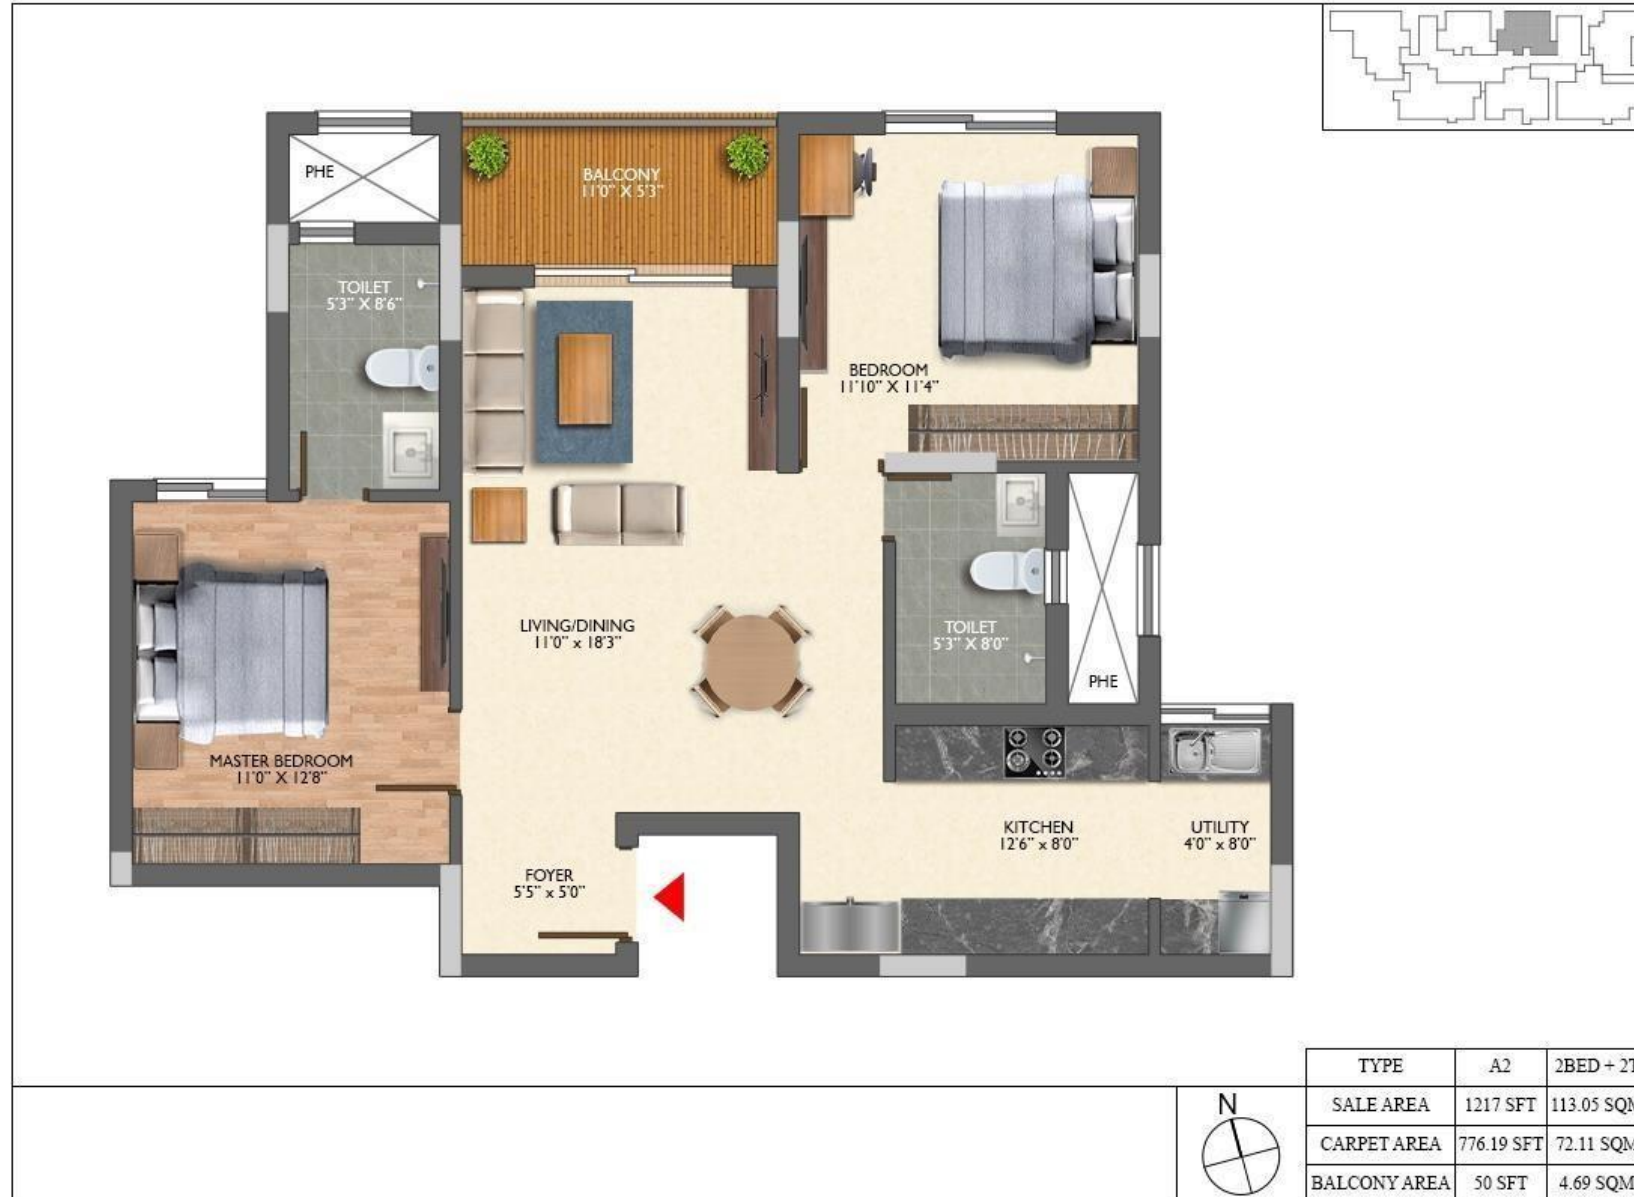 PHE
BALCONY
11'0" X 5'3"
TOILET
5'3" X 8'6"
BEDROOM
11'10" X 11'4"
LIVING/DINING
11'0" x 18'3"
TOILET
5'3" X 8'0"
PHE
MASTER BEDROOM
11'0" X 12'8"
KITCHEN
12'6" x 8'0"
UTILITY
4'0" x 8'0"
FOYER
5'5" x 5'0"
N
TYPE A2 2BED + 2T
SALE AREA 1217 SFT 113.05 SQM
CARPET AREA 776.19 SFT 72.11 SQM
BALCONY AREA 50 SFT 4.69 SQM